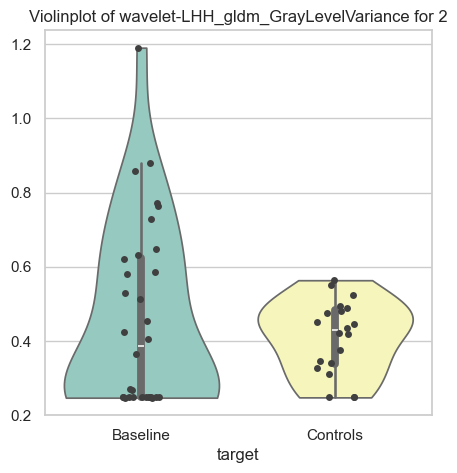 Violinplot of wavelet-LHH_gldm_GrayLevelVariance for 2
1.2
1.0
0.8
0.6
0.4
0.2
Baseline
Controls
target